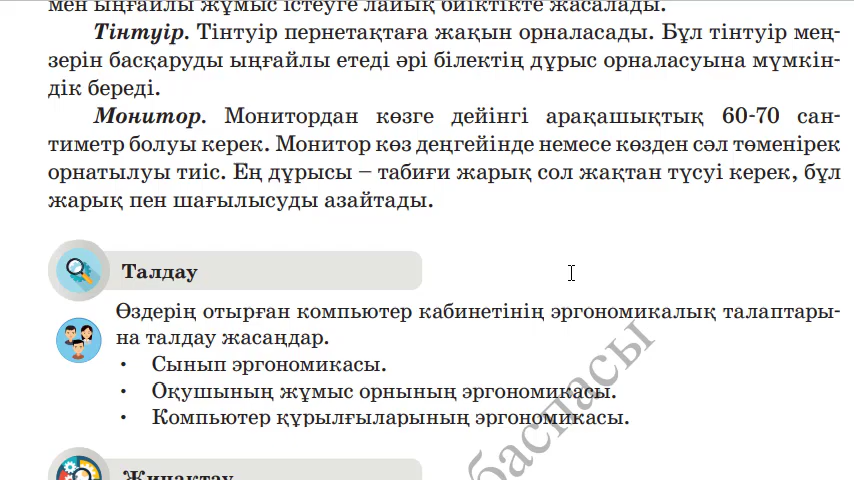 мен ыңғайлы жұмыс істеуге лайық биіктікте жасалады.
Тінтуір. Тінтуір пернетақтаға жақын орналасады. Бұл тінтуір мең-
зерін басқаруды ыңғайлы етеді әрі білектің дұрыс орналасуына мүмкін-
дік береді.
Монитор. Монитордан көзге дейінгі арақашықтық 60-70 сан-
тиметр болуы керек. Монитор көз деңгейінде немесе көзден сәл төменірек
орнатылуы тиіс. Ең дұрысы – табиғи жарық сол жақтан түсуі керек, бұл
жарық пен шағылысуды азайтады.
Талдау
Өздерің отырған компьютер кабинетінің эргономикалық талаптары-
на талдау жасаңдар.
• Сынып эргономикасы.
• Оқушының жұмыс орнының эргономикасы.
• Компьютер құрылғыларының эргономикасы.
баспасы
Жинақтау